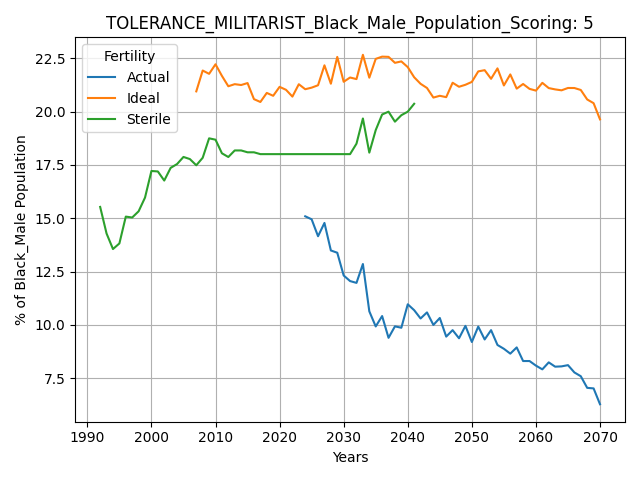 TOLERANCE_MILITARIST_Black_Male_Population_Scoring: 5
Fertility
Actual
Ideal
Sterile
% of Black_Male Population
22.5
20.0
17.5
15.0
12.5
10.0
7.5
1990 2000 2010 2020 2030 2040 2050 2060 2070
Years